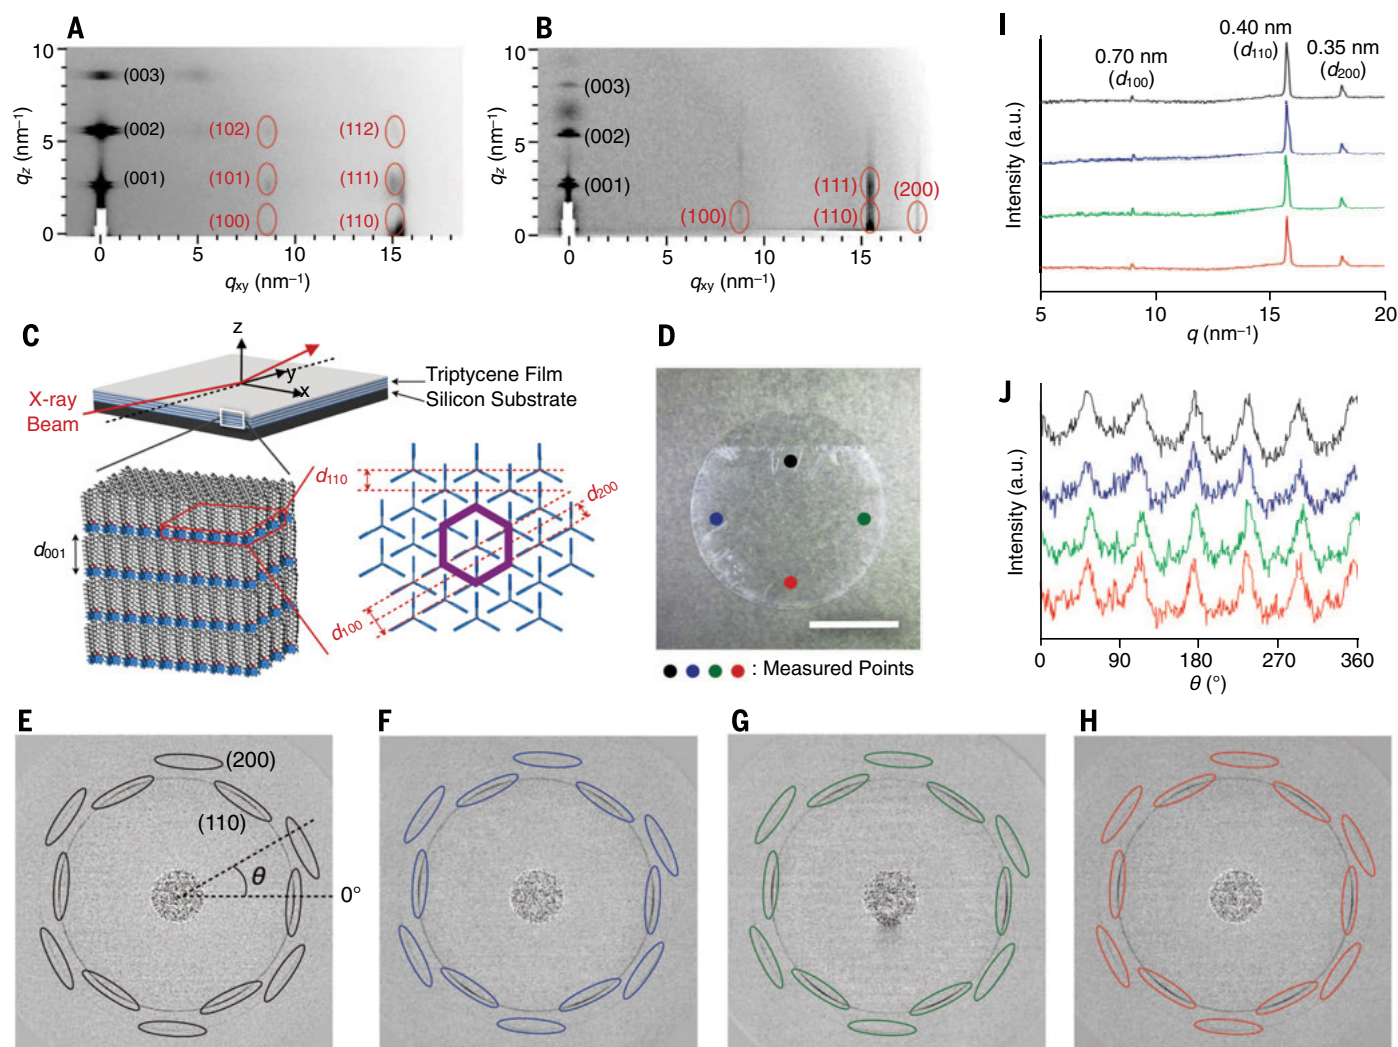 A
10
5
0
qz (nm−1)
(003)
(002)
(001)
(102)
(101)
(100)
(112)
(111)
(110)
0
5
10
15
qxy (nm−1)
B
10
5
0
qz (nm−1)
(003)
(002)
(001)
(100)
(111)
(110)
(200)
0
5
10
15
qxy (nm−1)
I
Intensity (a.u.)
0.70 nm
(d100)
0.40 nm
(d110)
0.35 nm
(d200)
5
10
15
20
q (nm−1)
C
z
y
x
X-ray
Beam
Triptycene Film
Silicon Substrate
d001
d110
d200
d100
D
: Measured Points
J
Intensity (a.u.)
0
90
180
270
360
θ (°)
E
(200)
(110)
θ
0°
F
G
H